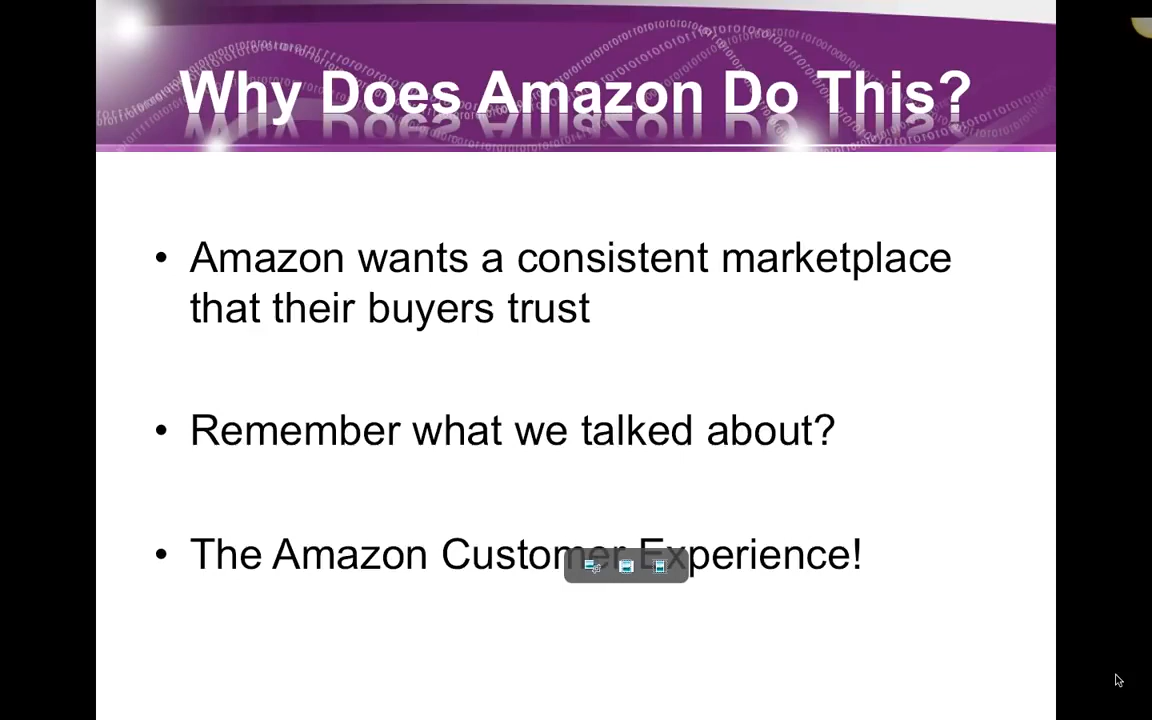 Why Does Amazon Do This?
• Amazon wants a consistent marketplace
that their buyers trust
• Remember what we talked about?
• The Amazon Customer Experience!